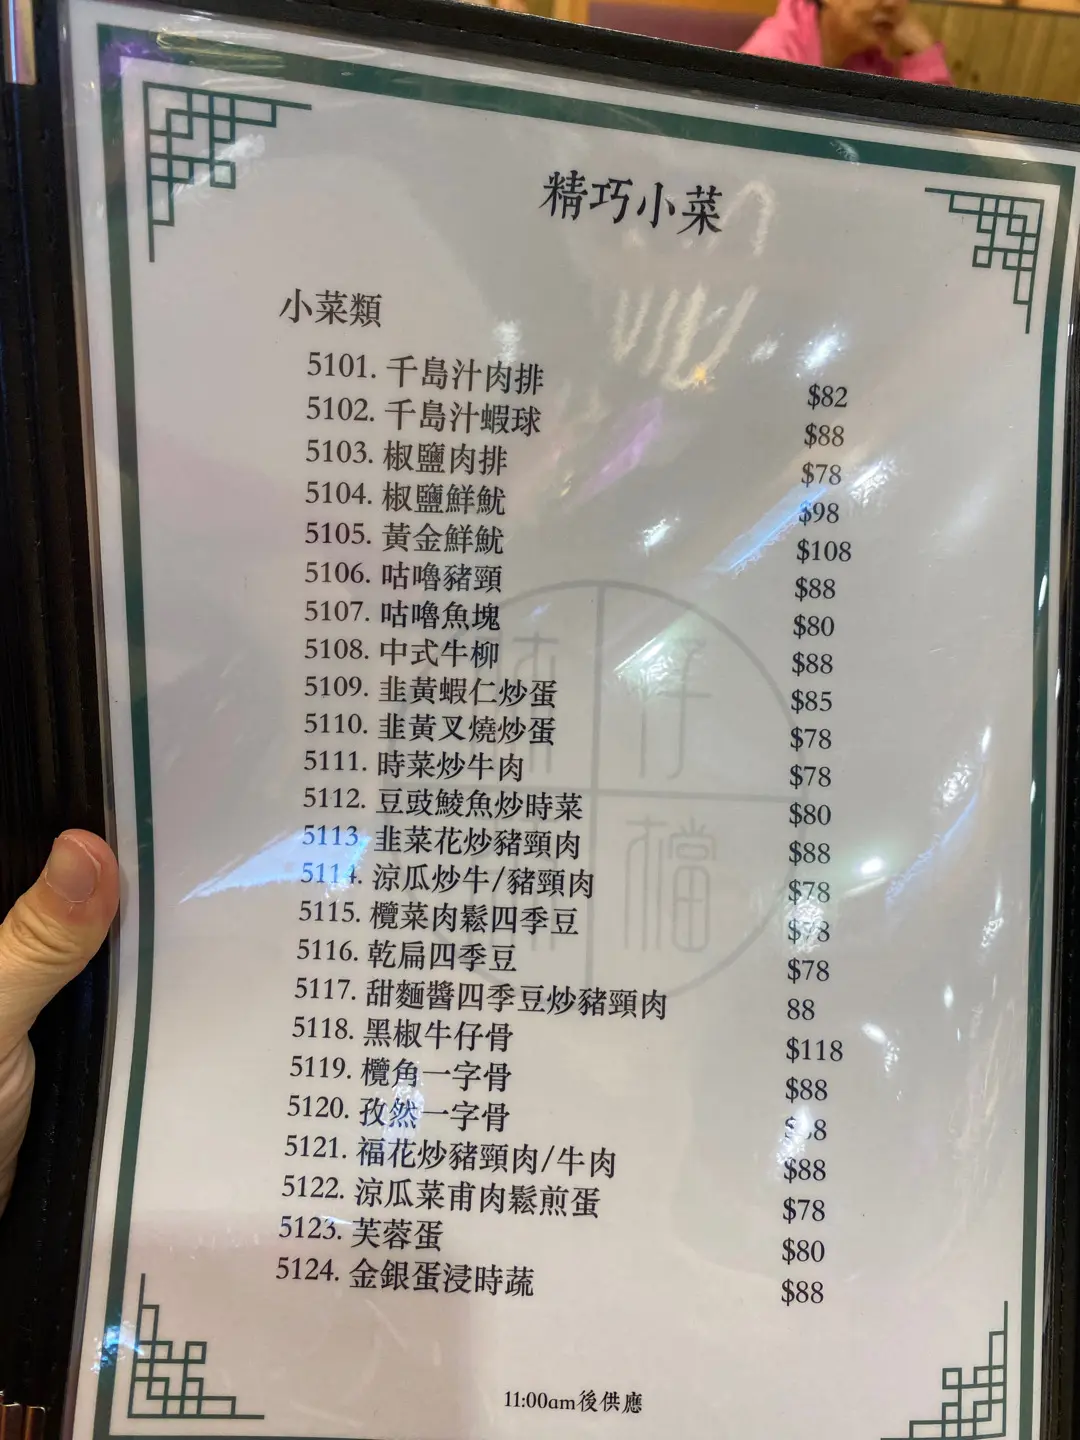 精巧小菜
小菜類
5101. 千島汁肉排 $82
5102. 千島汁蝦球 $88
5103. 椒鹽肉排 $78
5104. 椒鹽鮮魷 $98
5105. 黃金鮮魷 $108
5106. 咕嚕豬頸 $88
5107. 咕嚕魚塊 $80
5108. 中式牛柳 $88
5109. 韭黃蝦仁炒蛋 $85
5110. 韭黃叉燒炒蛋 $78
5111. 時菜炒牛肉 $78
5112. 豆豉鯪魚炒時菜 $80
5113. 韭菜花炒豬頸肉 $88
5114. 涼瓜炒牛/豬頸肉 $78
5115. 欖菜肉鬆四季豆
5116. 乾扁四季豆 $78
5117. 甜麵醬四季豆炒豬頸肉 88
5118. 黑椒牛仔骨 $118
5119. 欖角一字骨 $88
5120. 孜然一字骨
5121. 福花炒豬頸肉/牛肉 $88
5122. 涼瓜菜甫肉鬆煎蛋 $78
5123. 芙蓉蛋 $80
5124. 金銀蛋浸時蔬 $88
仔
檔
11:00am後供應